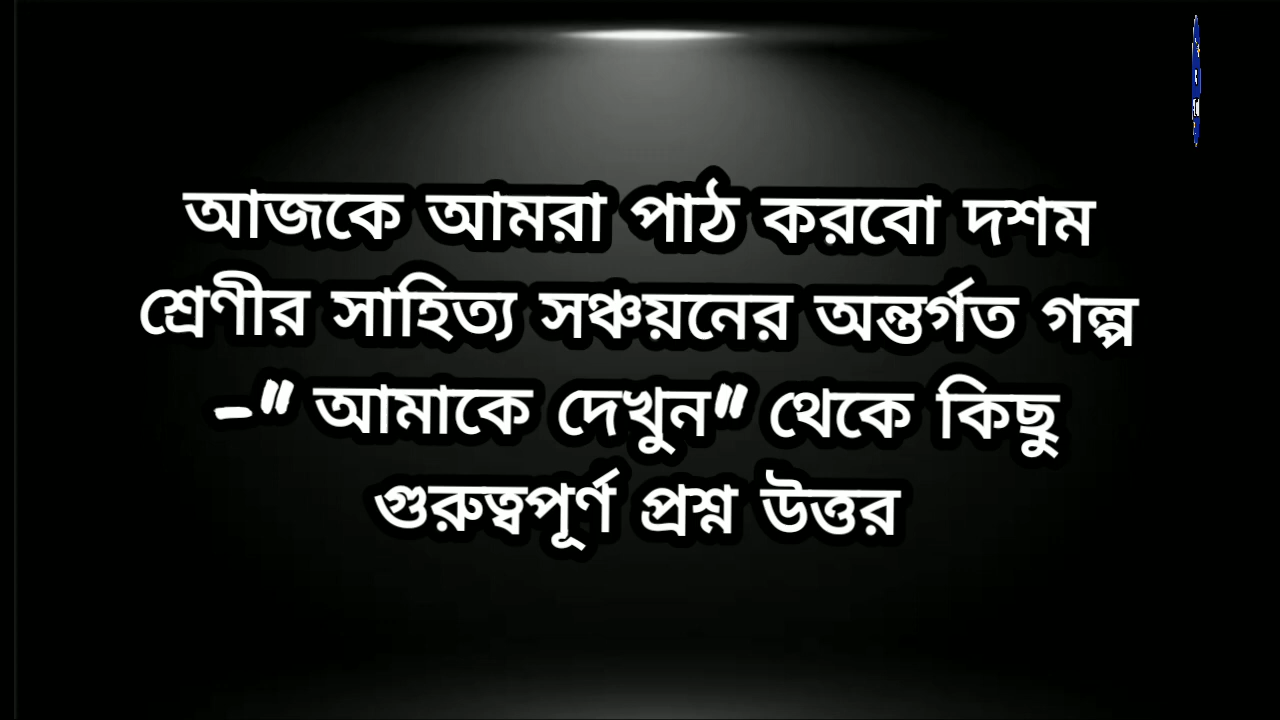 আজকে আমরা পাঠ করবো দশম
শ্রেণীর সাহিত্য সঞ্চয়নের অন্তর্গত গল্প
-" আমাকে দেখুন" থেকে কিছু
গুরুত্বপূর্ণ প্রশ্ন উত্তর